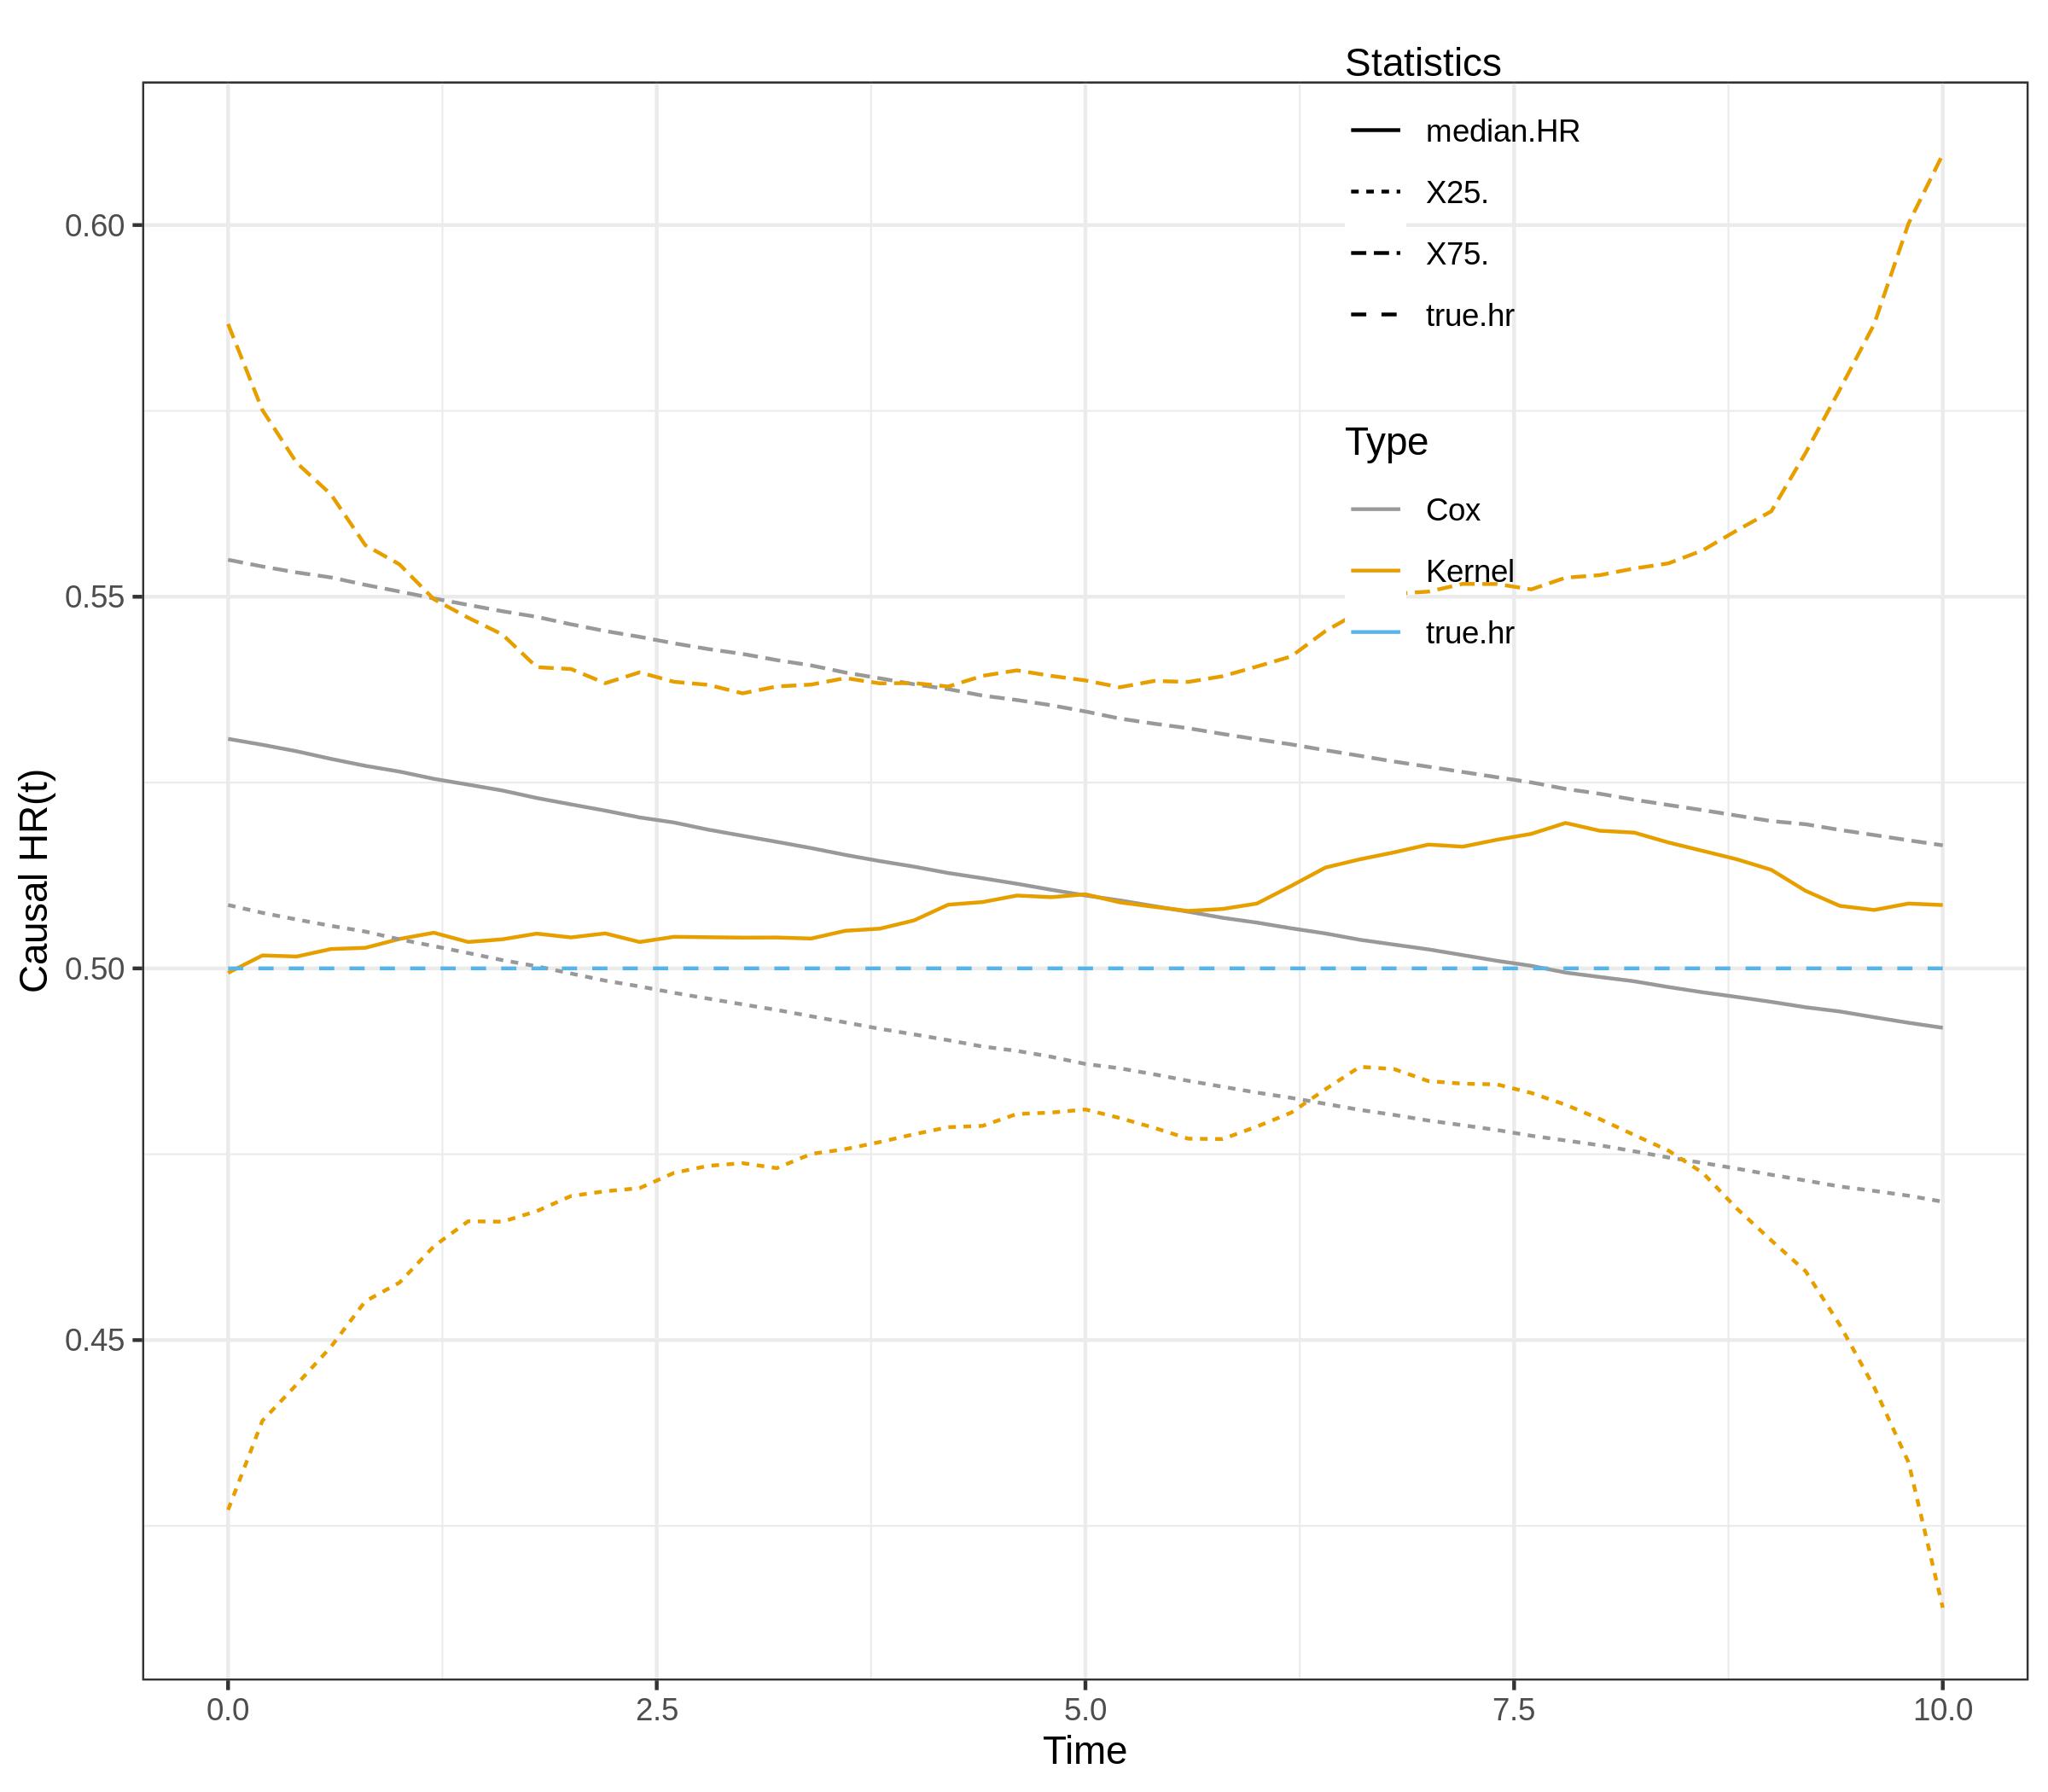 Statistics
median.HR
X25.
X75.
true.hr
Type
Cox
Kernel
true.hr
Causal HR(t)
0.60
0.55
0.50
0.45
0.0
2.5
5.0
7.5
10.0
Time